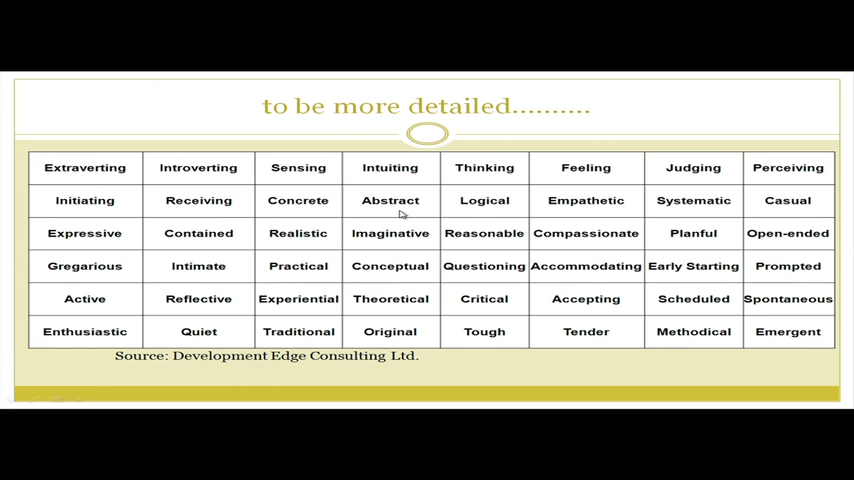 to be more detailed..........
Extraverting Introverting Sensing Intuiting Thinking Feeling Judging Perceiving
Initiating Receiving Concrete Abstract Logical Empathetic Systematic Casual
Expressive Contained Realistic Imaginative Reasonable Compassionate Planful Open-ended
Gregarious Intimate Practical Conceptual Questioning Accommodating Early Starting Prompted
Active Reflective Experiential Theoretical Critical Accepting Scheduled Spontaneous
Enthusiastic Quiet Traditional Original Tough Tender Methodical Emergent
Source: Development Edge Consulting Ltd.